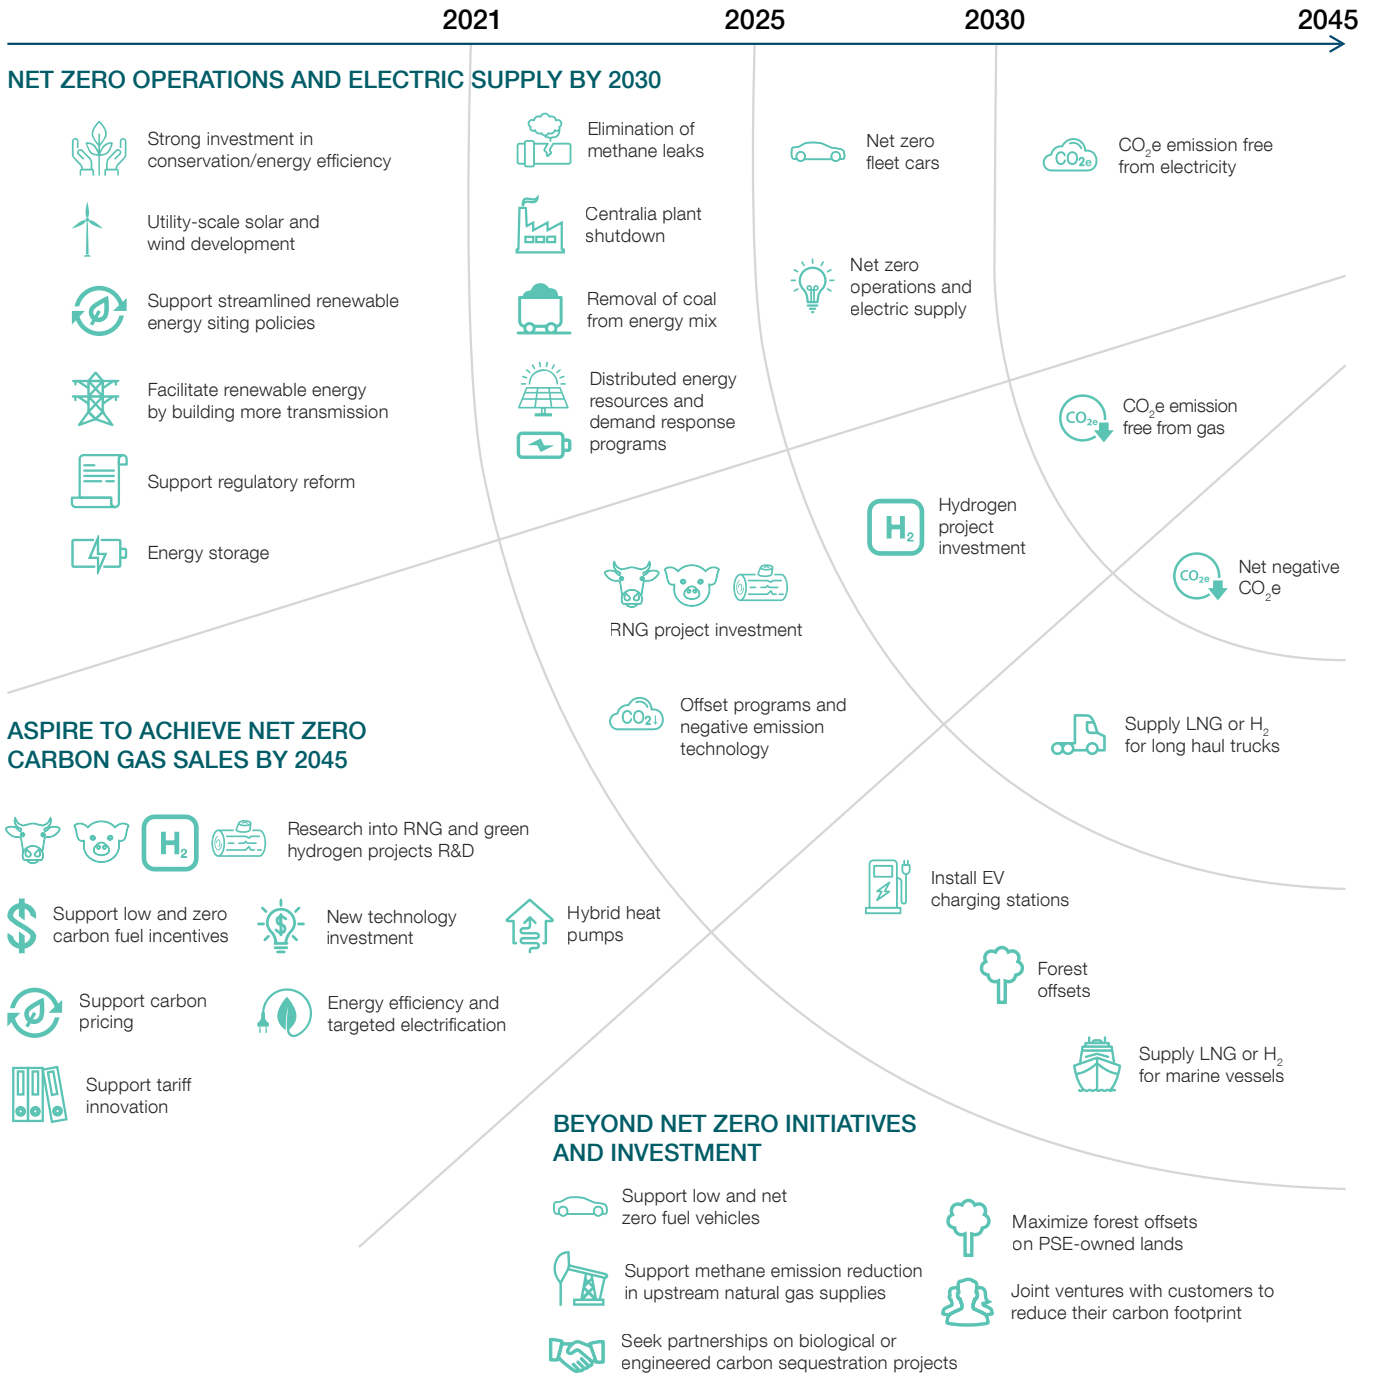 2021
2025
2030
2045
NET ZERO OPERATIONS AND ELECTRIC SUPPLY BY 2030
Strong investment in
conservation/energy efficiency
Utility-scale solar and
wind development
Support streamlined renewable
energy siting policies
Facilitate renewable energy
by building more transmission
Support regulatory reform
Energy storage
Elimination of
methane leaks
Centralia plant
shutdown
Removal of coal
from energy mix
Distributed energy
resources and
demand response
programs
Net zero
fleet cars
Net zero
operations and
electric supply
CO2e
CO2e emission free
from electricity
ASPIRE TO ACHIEVE NET ZERO
CARBON GAS SALES BY 2045
H2
Research into RNG and green
hydrogen projects R&D
$
Support low and zero
carbon fuel incentives
$
New technology
investment
Hybrid heat
pumps
Support carbon
pricing
Energy efficiency and
targeted electrification
Support tariff
innovation
RNG project investment
CO2↓
Offset programs and
negative emission
technology
H2
Hydrogen
project
investment
CO2e
CO2e emission
free from gas
CO2e
Net negative
CO2e
Supply LNG or H2
for long haul trucks
Install EV
charging stations
Forest
offsets
Supply LNG or H2
for marine vessels
BEYOND NET ZERO INITIATIVES
AND INVESTMENT
Support low and net
zero fuel vehicles
Support methane emission reduction
in upstream natural gas supplies
Seek partnerships on biological or
engineered carbon sequestration projects
Maximize forest offsets
on PSE-owned lands
Joint ventures with customers to
reduce their carbon footprint